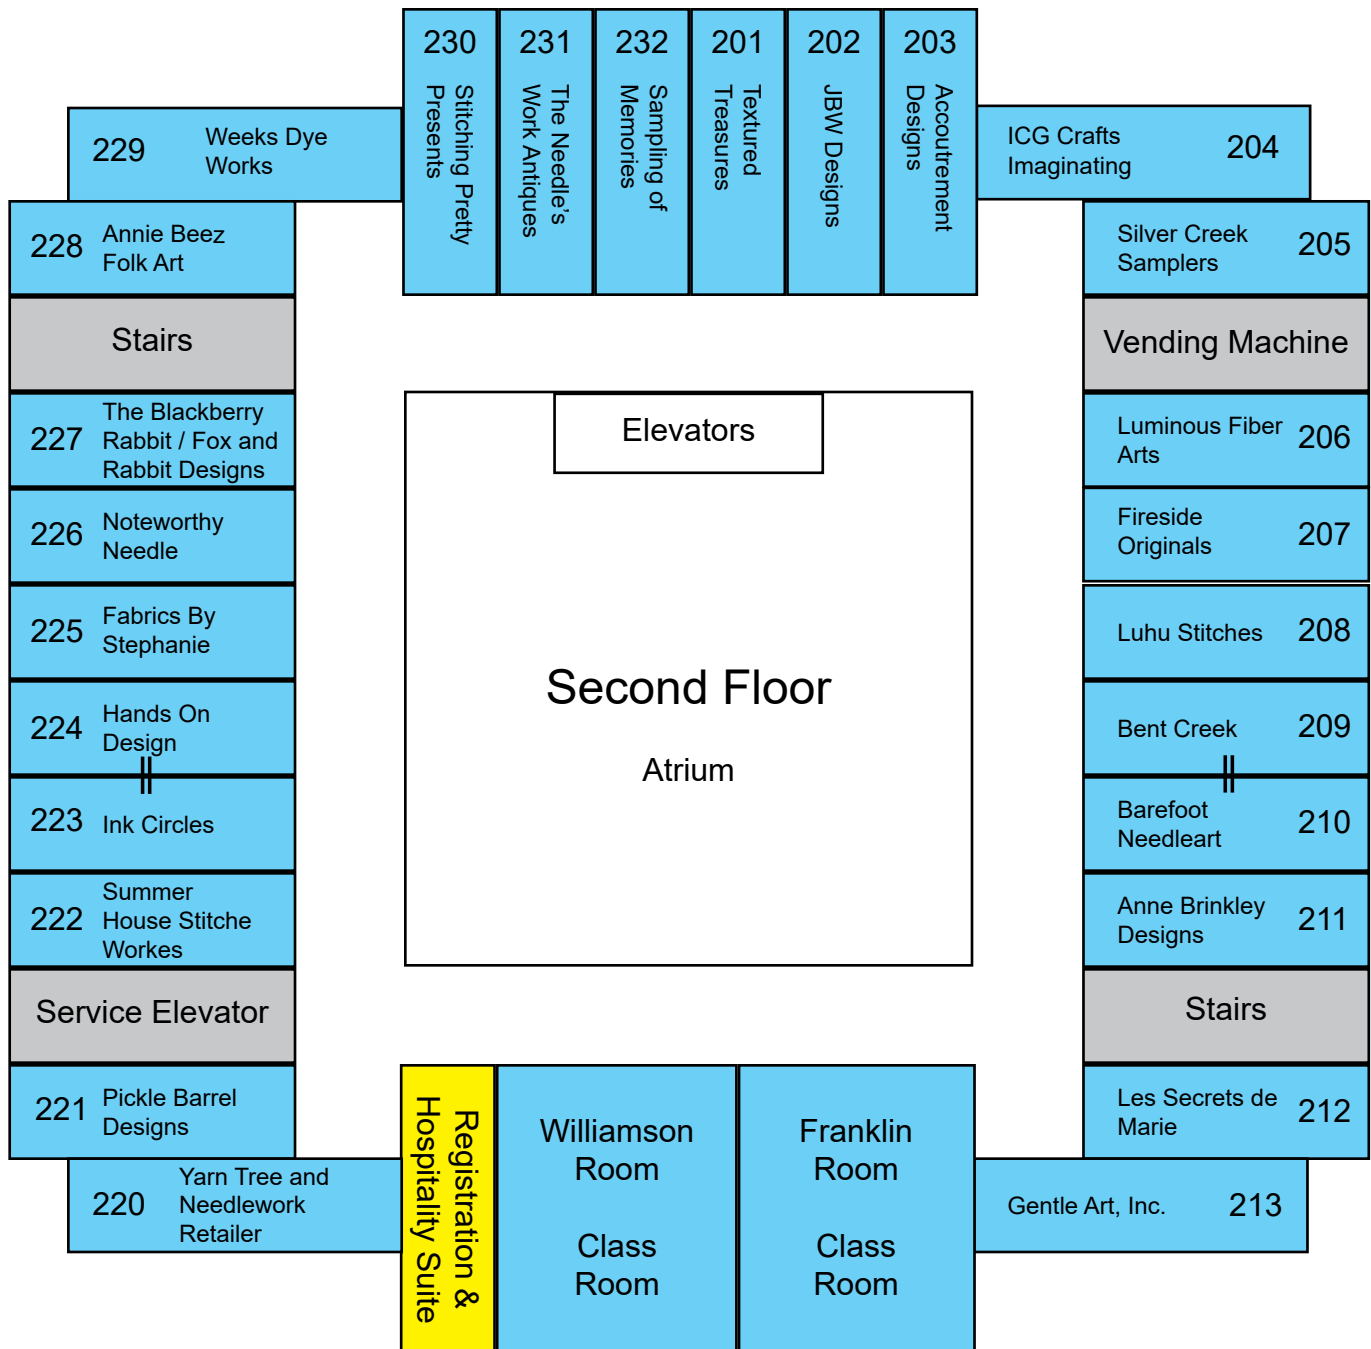 230
Stitching Pretty
Presents
231
The Needle's
Work Antiques
232
Sampling of
Memories
201
Textured
Treasures
202
JBW Designs
203
Accoutrement
Designs
229
Weeks Dye
Works
ICG Crafts
Imaginating
204
228
Annie Beez
Folk Art
Silver Creek
Samplers
205
Stairs
Vending Machine
227
The Blackberry
Rabbit / Fox and
Rabbit Designs
Elevators
Luminous Fiber
Arts
206
226
Noteworthy
Needle
Fireside
Originals
207
225
Fabrics By
Stephanie
Luhu Stitches
208
224
Hands On
Design
Second Floor
Atrium
Bent Creek
209
223
Ink Circles
Barefoot
Needleart
210
222
Summer
House Stitche
Workes
Anne Brinkley
Designs
211
Service Elevator
Stairs
221
Pickle Barrel
Designs
Les Secrets de
Marie
212
220
Yarn Tree and
Needlework
Retailer
Registration &
Hospitality Suite
Williamson
Room
Class
Room
Franklin
Room
Class
Room
Gentle Art, Inc.
213